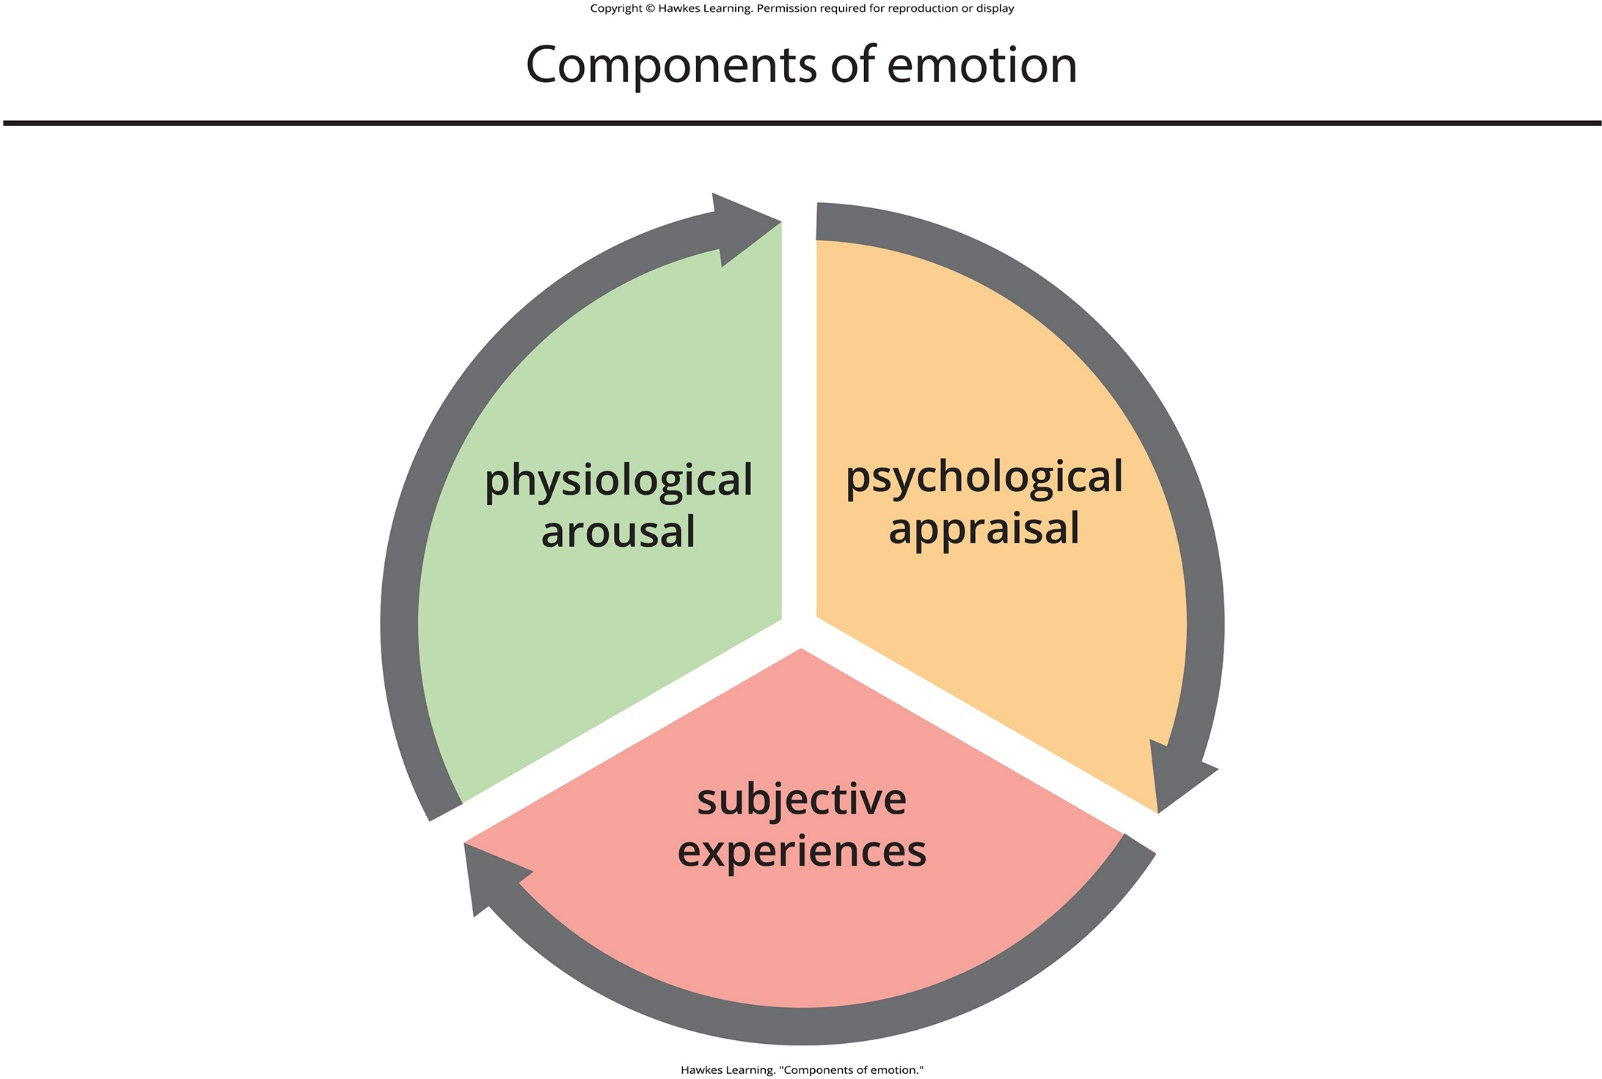 Copyright © Hawkes Learning. Permission required for reproduction or display
Components of emotion
physiological
arousal
psychological
appraisal
subjective
experiences
Hawkes Learning. "Components of emotion."